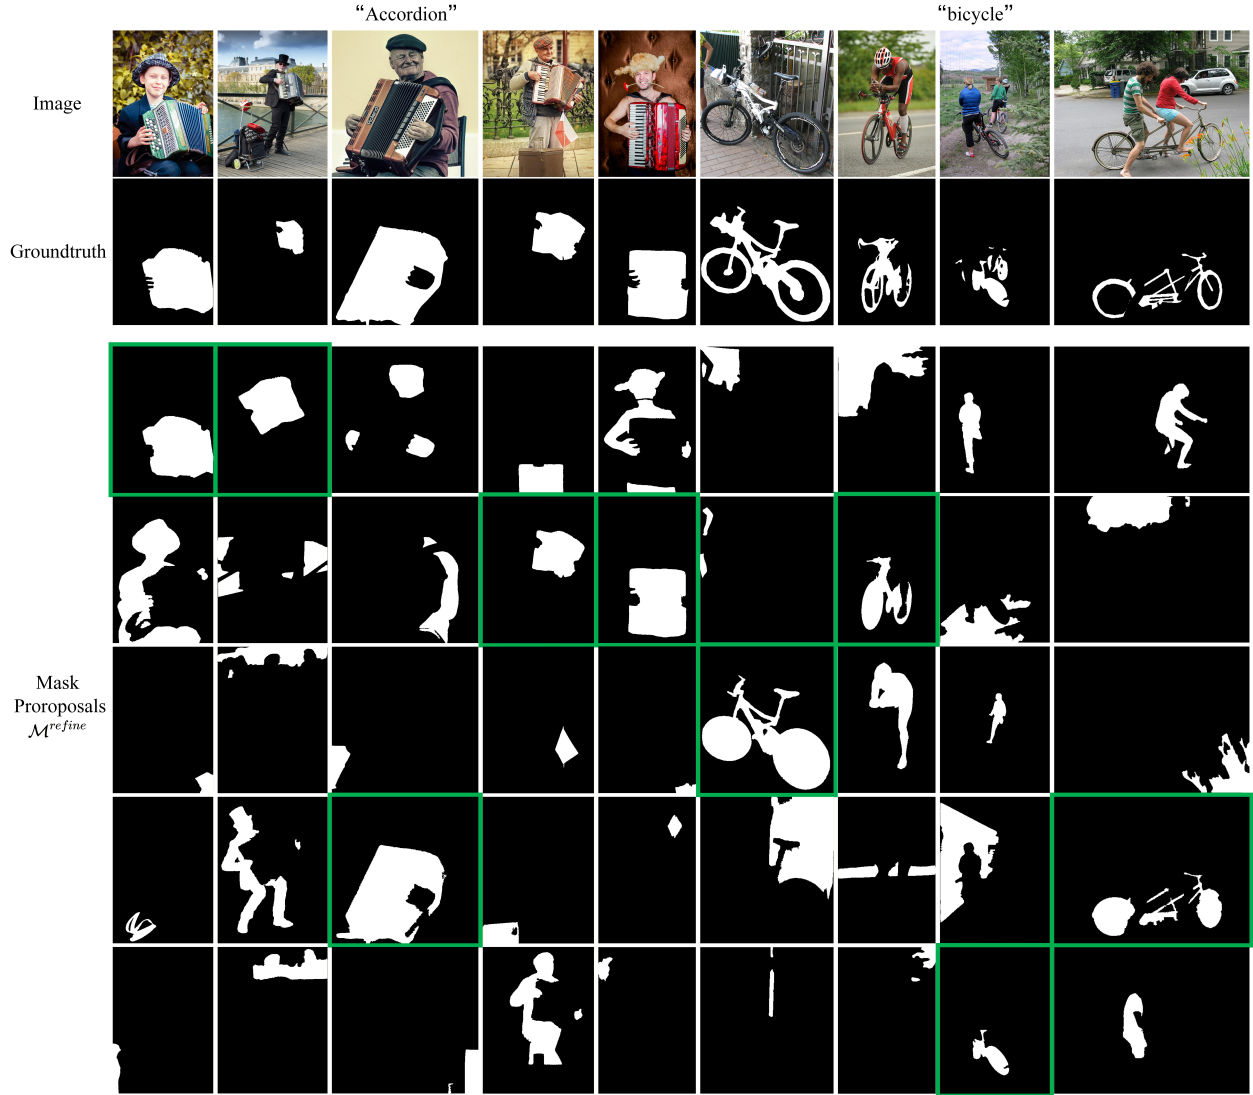 “Accordion”
“bicycle”
Image
Groundtruth
Mask
Proroposals
ℳ^{refine}